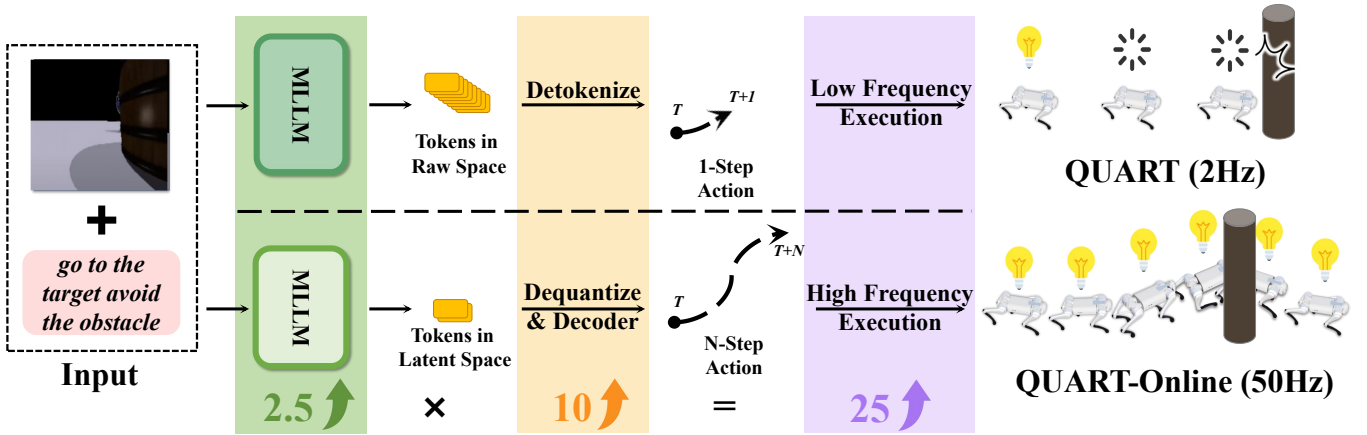 MLLM
Tokens in
Raw Space
Detokenize
T
T+1
1-Step
Action
Low Frequency
Execution
QUART (2Hz)
+
go to the
target avoid
the obstacle
Input
MLLM
Tokens in
Latent Space
Dequantize
& Decoder
T
T+N
N-Step
Action
High Frequency
Execution
QUART-Online (50Hz)
2.5
×
10
=
25